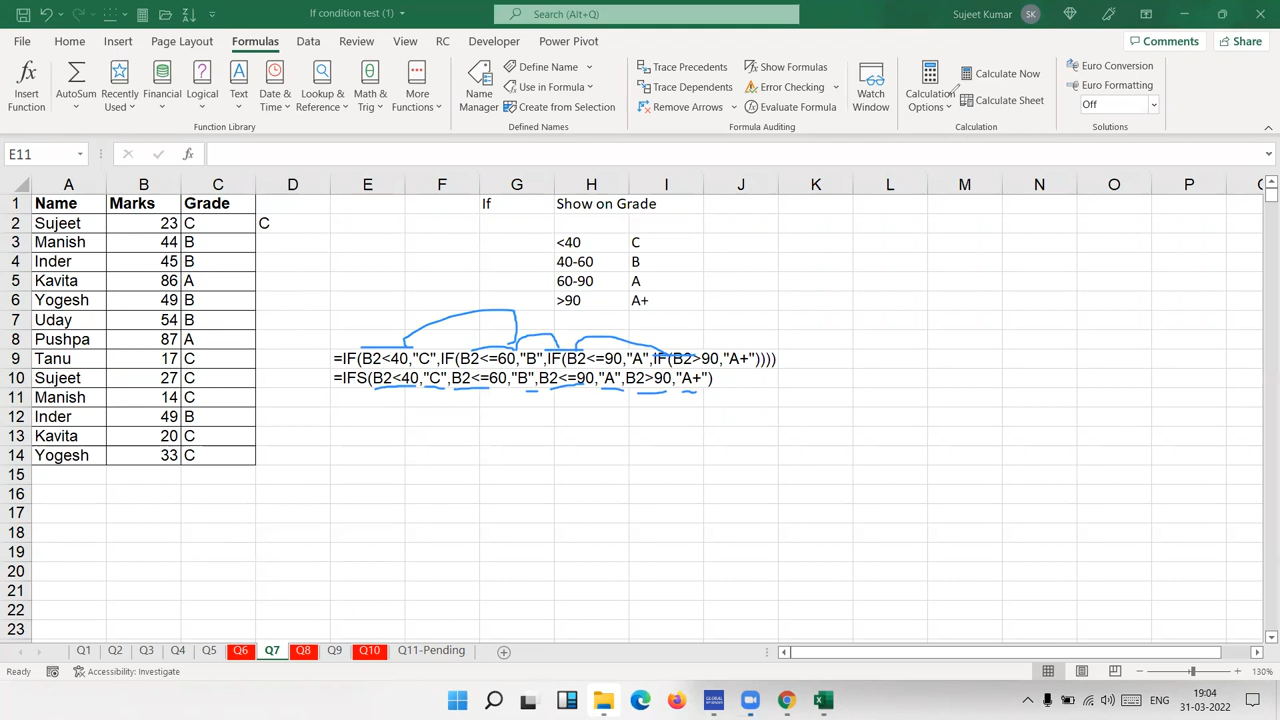 If condition test (1)
Search (Alt+Q)
Sujeet Kumar
SK
File Home Insert Page Layout Formulas Data Review View RC Developer Power Pivot
Comments Share
Insert Function
AutoSum
Recently Used
Financial
Logical
Text
Date & Time
Lookup & Reference
Math & Trig
More Functions
Function Library
Name Manager
Define Name
Use in Formula
Create from Selection
Defined Names
Trace Precedents
Trace Dependents
Remove Arrows
Show Formulas
Error Checking
Evaluate Formula
Formula Auditing
Watch Window
Calculation Options
Calculate Now
Calculate Sheet
Calculation
Euro Conversion
Euro Formatting
Off
Solutions
E11 fx
A B C D E F G H I J K L M N O P
1 Name Marks Grade If Show on Grade
2 Sujeet 23 C C
3 Manish 44 B <40 C
4 Inder 45 B 40-60 B
5 Kavita 86 A 60-90 A
6 Yogesh 49 B >90 A+
7 Uday 54 B
8 Pushpa 87 A
9 Tanu 17 C =IF(B2<40,"C",IF(B2<=60,"B",IF(B2<=90,"A",IF(B2>90,"A+"))))
10 Sujeet 27 C =IFS(B2<40,"C",B2<=60,"B",B2<=90,"A",B2>90,"A+")
11 Manish 14 C
12 Inder 49 B
13 Kavita 20 C
14 Yogesh 33 C
15
16
17
18
19
20
21
22
23
Q1 Q2 Q3 Q4 Q5 Q6 Q7 Q8 Q9 Q10 Q11-Pending
Ready Accessibility: Investigate 130%
ENG
19:04
31-03-2022